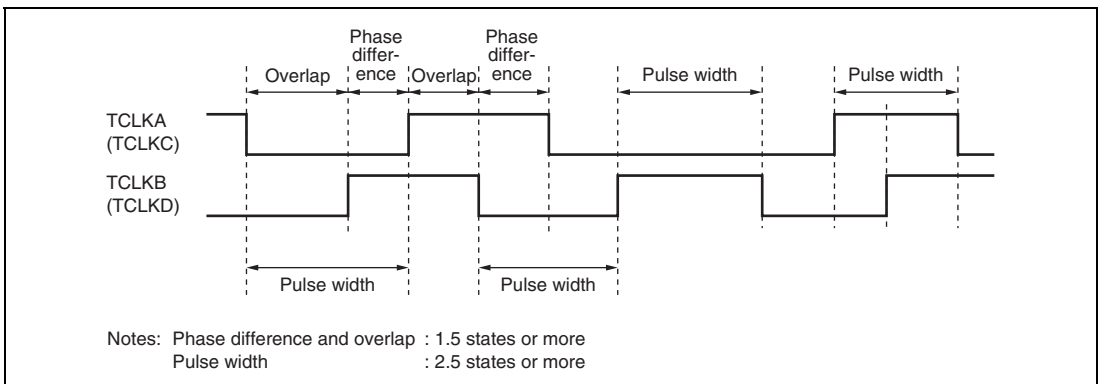 Phase
differ-
ence
Phase
differ-
ence
Overlap
Overlap
Pulse width
Pulse width
TCLKA
(TCLKC)
TCLKB
(TCLKD)
Pulse width
Pulse width
Notes: Phase difference and overlap : 1.5 states or more
Pulse width : 2.5 states or more